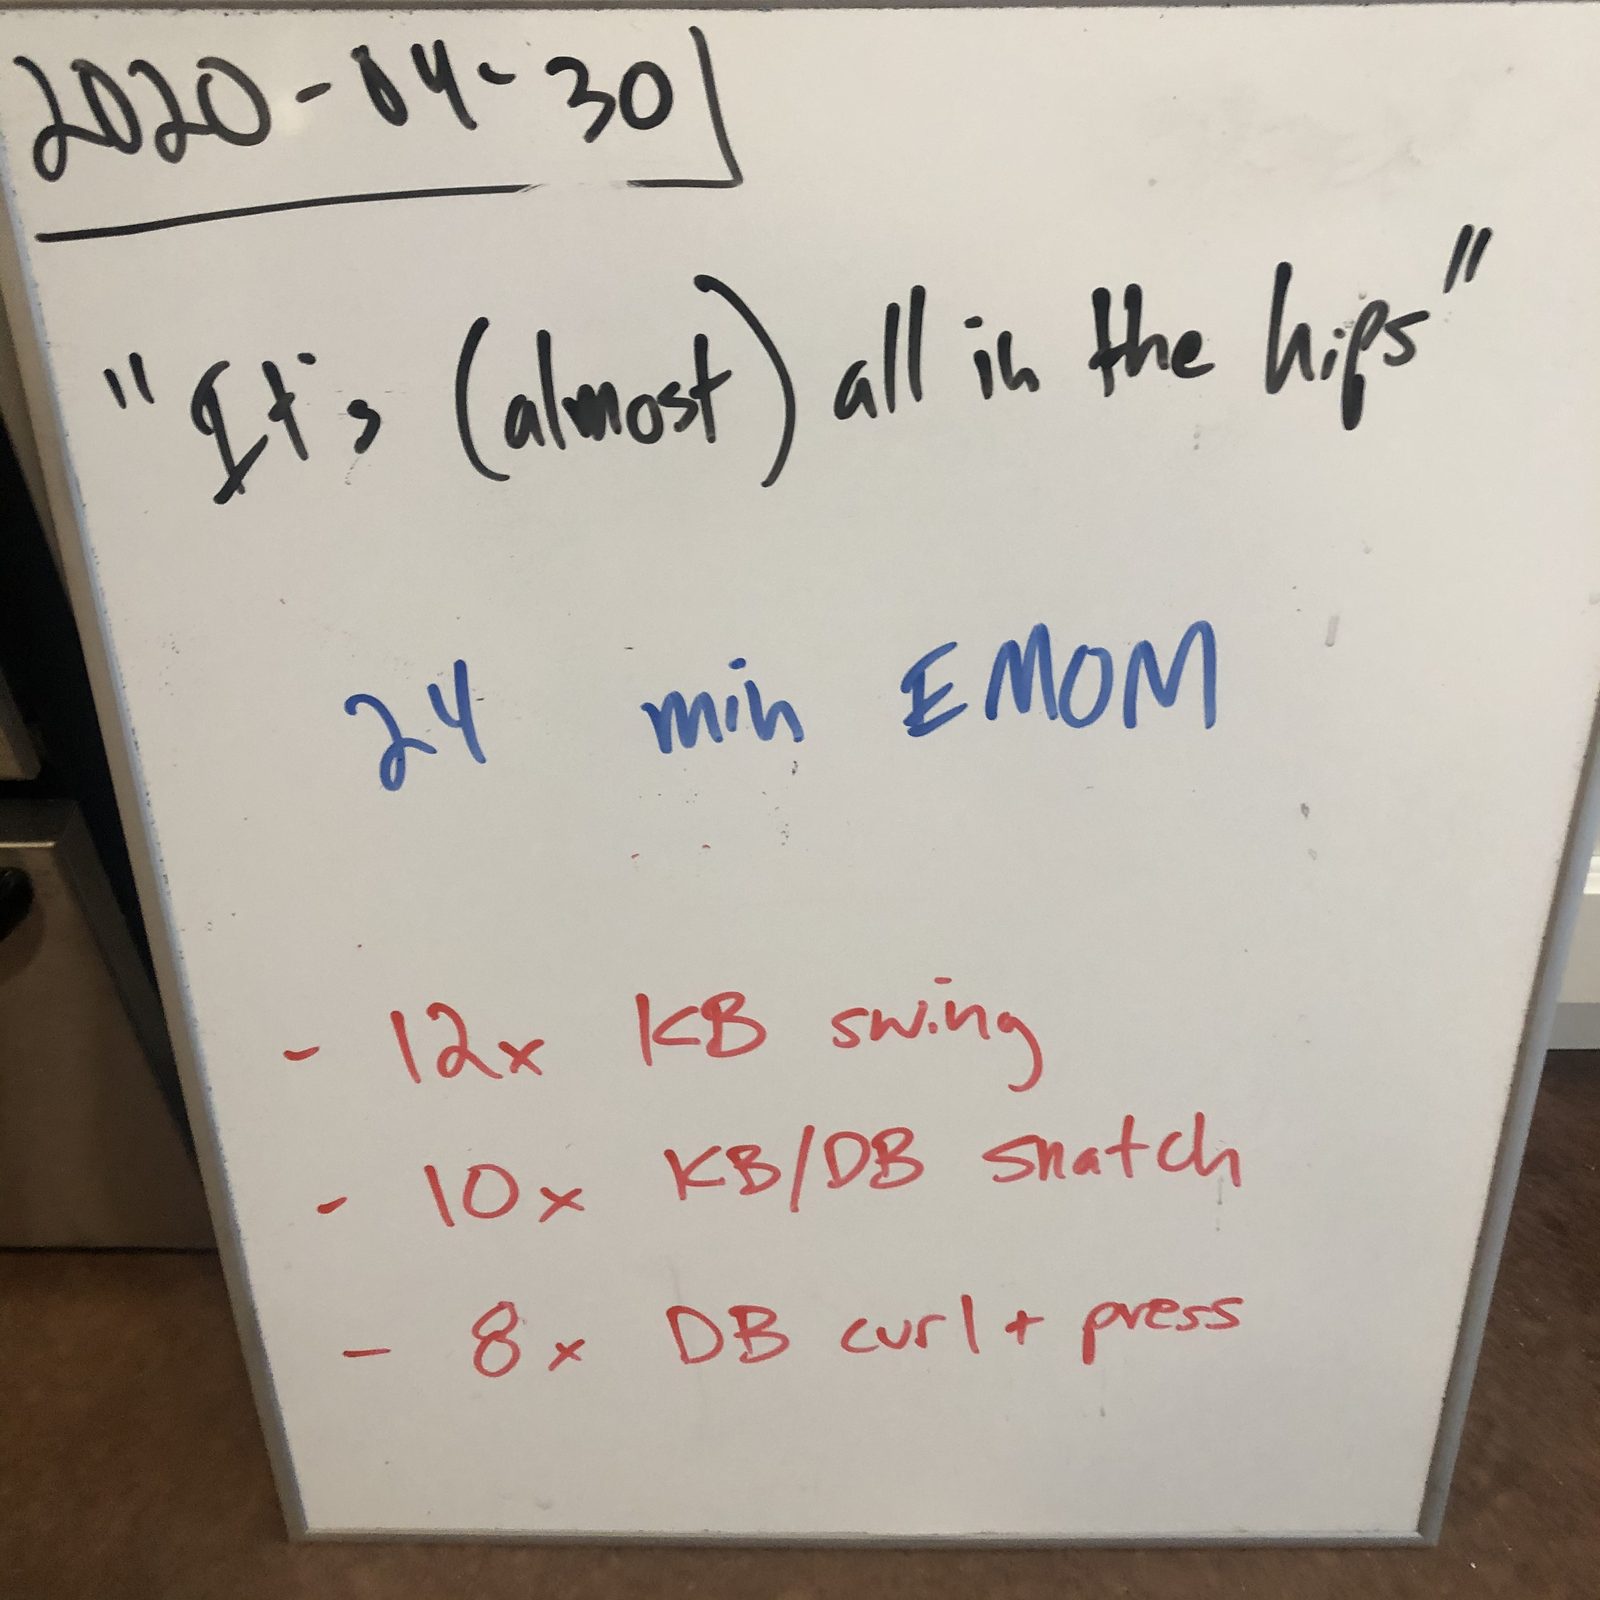 2020-04-30
"It's (almost) all in the hips"
24 min EMOM
- 12x KB swing
- 10x KB/DB snatch
- 8x DB curl + press